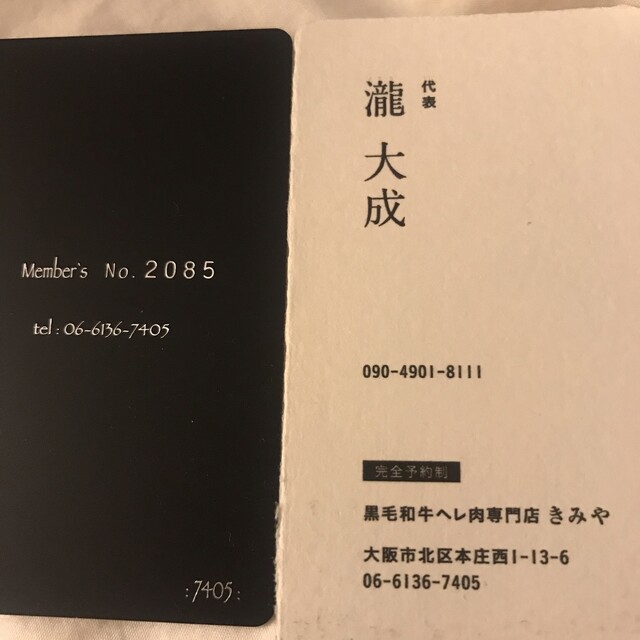 Member's No. 2085
tel : 06-6136-7405
:7405:
代表
瀧 大成
090-4901-8111
完全予約制
黒毛和牛ヘレ肉専門店 きみや
大阪市北区本庄西1-13-6
06-6136-7405